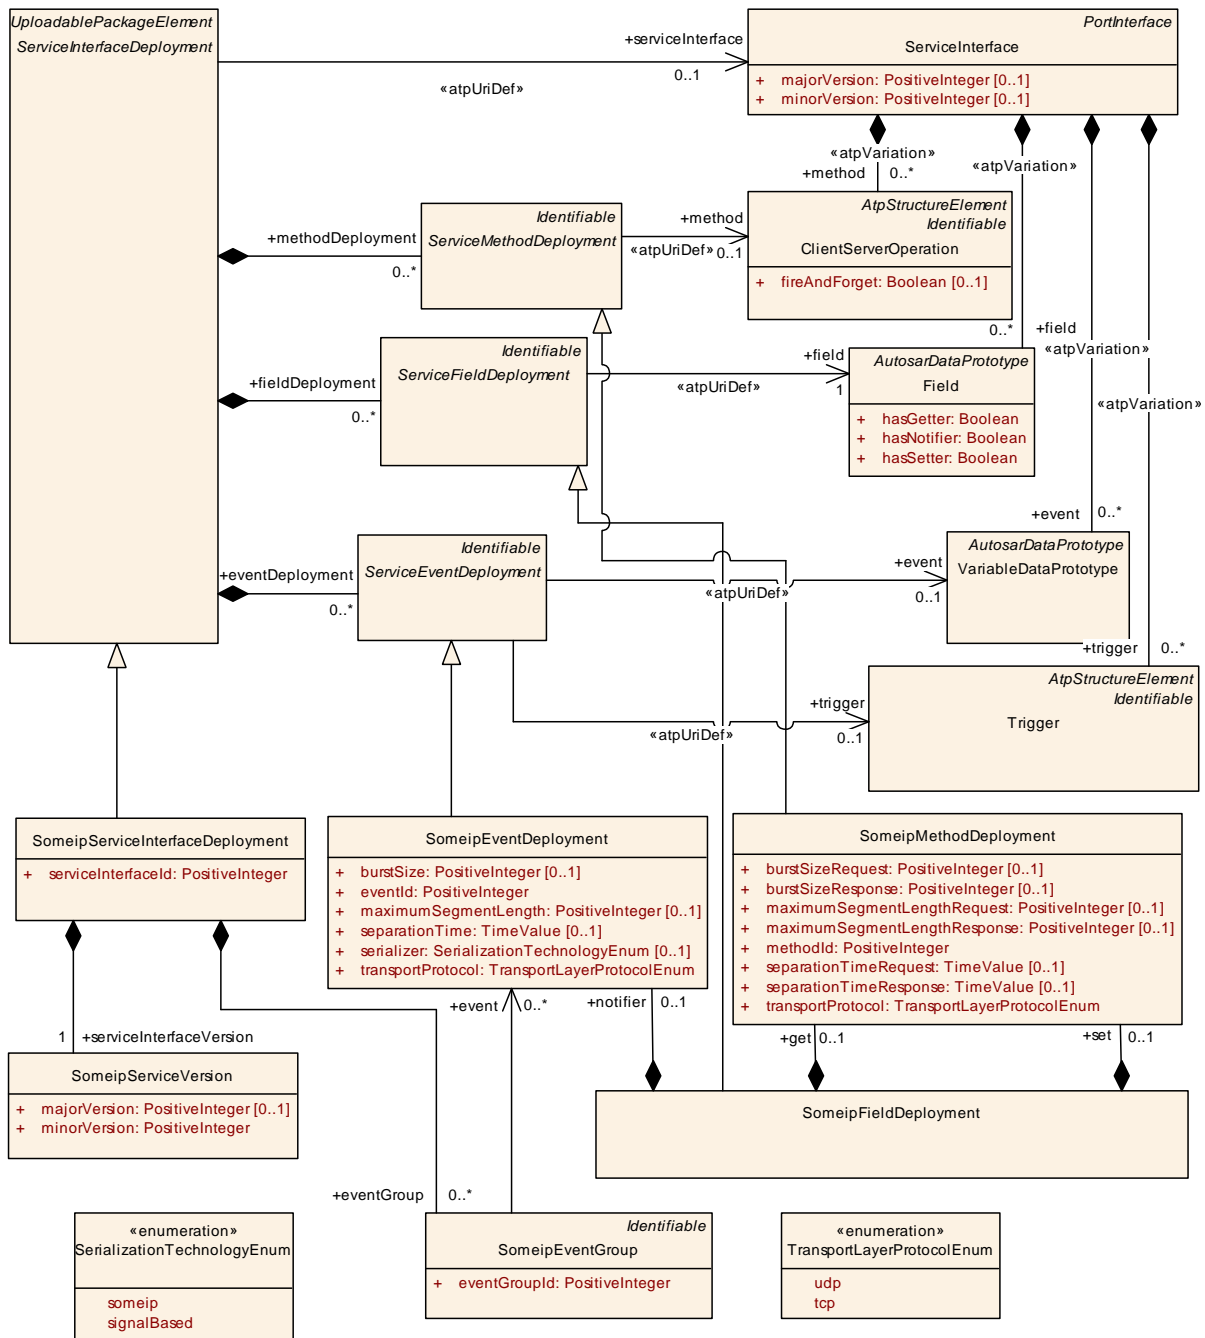 UploadablePackageElement
ServiceInterfaceDeployment
+serviceInterface
0..1
«atpUriDef»
PortInterface
ServiceInterface
+ majorVersion: PositiveInteger [0..1]
+ minorVersion: PositiveInteger [0..1]
«atpVariation»
+method 0..*
«atpVariation»
+methodDeployment
0..*
Identifiable
ServiceMethodDeployment
+method
«atpUriDef» 0..1
AtpStructureElement
Identifiable
ClientServerOperation
+ fireAndForget: Boolean [0..1]
0..* +field
«atpVariation»
«atpVariation»
+fieldDeployment
0..*
Identifiable
ServiceFieldDeployment
+field
«atpUriDef» 1
AutosarDataPrototype
Field
+ hasGetter: Boolean
+ hasNotifier: Boolean
+ hasSetter: Boolean
+event 0..*
+eventDeployment
0..*
Identifiable
ServiceEventDeployment
+event
«atpUriDef» 0..1
AutosarDataPrototype
VariableDataPrototype
+trigger 0..*
+trigger
«atpUriDef» 0..1
AtpStructureElement
Identifiable
Trigger
SomeipServiceInterfaceDeployment
+ serviceInterfaceId: PositiveInteger
SomeipEventDeployment
+ burstSize: PositiveInteger [0..1]
+ eventId: PositiveInteger
+ maximumSegmentLength: PositiveInteger [0..1]
+ separationTime: TimeValue [0..1]
+ serializer: SerializationTechnologyEnum [0..1]
+ transportProtocol: TransportLayerProtocolEnum
SomeipMethodDeployment
+ burstSizeRequest: PositiveInteger [0..1]
+ burstSizeResponse: PositiveInteger [0..1]
+ maximumSegmentLengthRequest: PositiveInteger [0..1]
+ maximumSegmentLengthResponse: PositiveInteger [0..1]
+ methodId: PositiveInteger
+ separationTimeRequest: TimeValue [0..1]
+ separationTimeResponse: TimeValue [0..1]
+ transportProtocol: TransportLayerProtocolEnum
+event 0..*
+notifier 0..1
+get 0..1
+set 0..1
1 +serviceInterfaceVersion
SomeipServiceVersion
+ majorVersion: PositiveInteger [0..1]
+ minorVersion: PositiveInteger
SomeipFieldDeployment
+eventGroup 0..*
«enumeration»
SerializationTechnologyEnum
someip
signalBased
Identifiable
SomeipEventGroup
+ eventGroupId: PositiveInteger
«enumeration»
TransportLayerProtocolEnum
udp
tcp